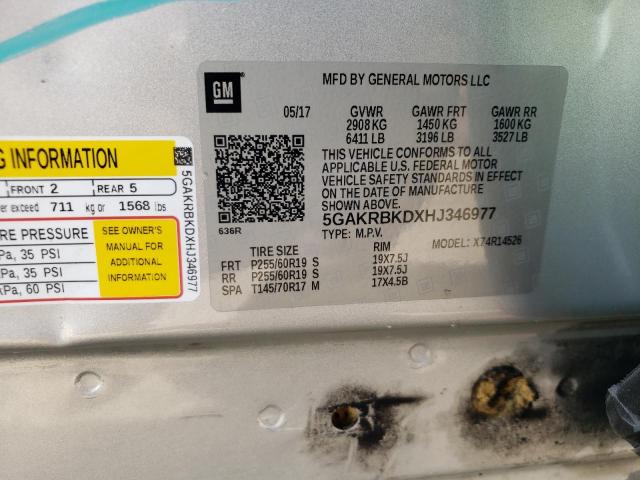 GM
MFD BY GENERAL MOTORS LLC
05/17 GVWR GAWR FRT GAWR RR
2908 KG 1450 KG 1600 KG
6411 LB 3196 LB 3527 LB
THIS VEHICLE CONFORMS TO ALL
APPLICABLE U.S. FEDERAL MOTOR
VEHICLE SAFETY STANDARDS IN EFFECT
ON THE DATE OF MANUFACTURE
SHOWN ABOVE.
5GAKRBKDXHJ346977
636R
TYPE: M.P.V. MODEL: X74R14526
TIRE SIZE RIM
FRT P255/60R19 S 19X7.5J
RR P255/60R19 S 19X7.5J
SPA T145/70R17 M 17X4.5B
G INFORMATION
FRONT 2 REAR 5
er exceed 711 kg or 1568 lbs
RE PRESSURE
Pa, 35 PSI
Pa, 35 PSI
kPa, 60 PSI
SEE OWNER'S
MANUAL FOR
ADDITIONAL
INFORMATION
5GAKRBKDXHJ346977